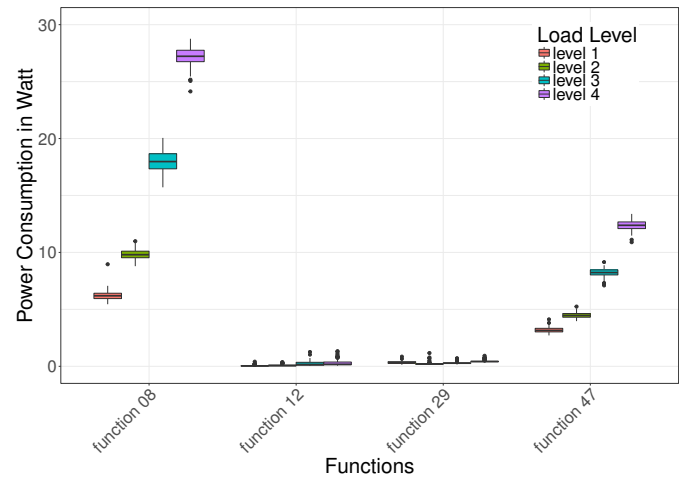 30
20
10
0
Power Consumption in Watt
Load Level
level 1
level 2
level 3
level 4
function 08
function 12
function 29
function 47
Functions